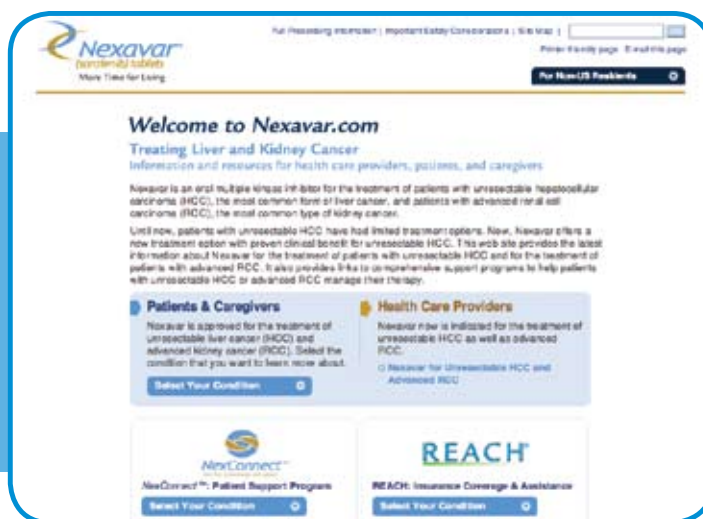 Full Prescribing Information | Important Safety Considerations | Site Map |
Nexavar
(sorafenib) tablets
More Time for Living
Printer friendly page E-mail this page
For Non-US Residents
Welcome to Nexavar.com
Treating Liver and Kidney Cancer
Information and resources for health care providers, patients, and caregivers
Nexavar is an oral multiple kinase inhibitor for the treatment of patients with unresectable hepatocellular
carcinoma (HCC), the most common form of liver cancer, and patients with advanced renal cell
carcinoma (RCC), the most common type of kidney cancer.
Until now, patients with unresectable HCC have had limited treatment options. Now, Nexavar offers a
new treatment option with proven clinical benefit for unresectable HCC. This web site provides the latest
information about Nexavar for the treatment of patients with unresectable HCC and for the treatment of
patients with advanced RCC. It also provides links to comprehensive support programs to help patients
with unresectable HCC or advanced RCC manage their therapy.
Patients & Caregivers
Nexavar is approved for the treatment of
unresectable liver cancer (HCC) and
advanced kidney cancer (RCC). Select the
condition that you want to learn more about.
Select Your Condition
Health Care Providers
Nexavar now is indicated for the treatment of
unresectable HCC as well as advanced
RCC.
Nexavar for Unresectable HCC and
Advanced RCC
NexConnect™
NexConnect™: Patient Support Program
Select Your Condition
REACH®
REACH: Insurance Coverage & Assistance
Select Your Condition